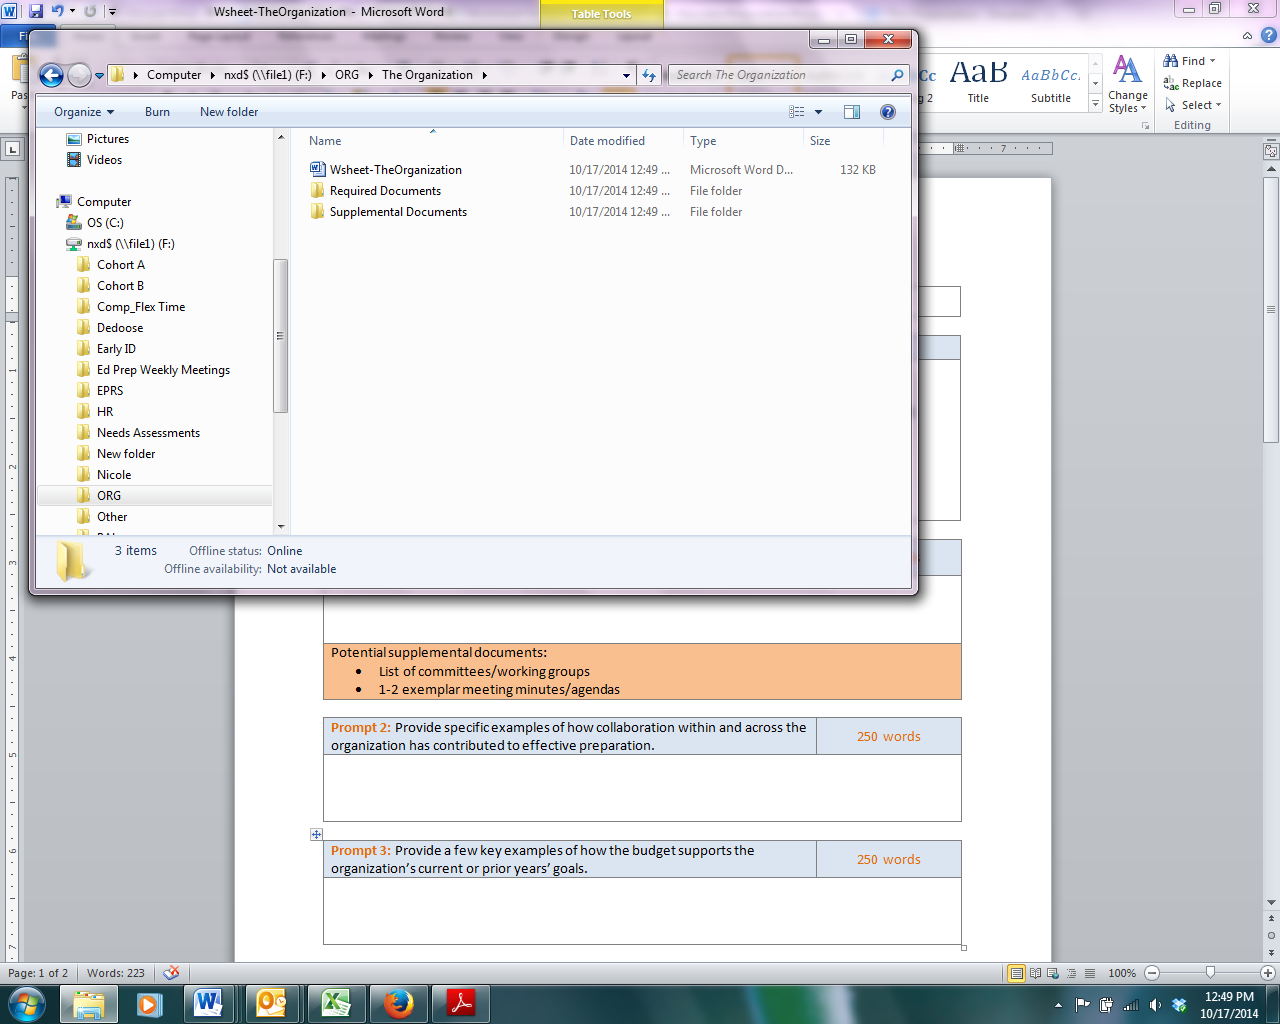 Wsheet-TheOrganization - Microsoft Word
Table Tools
Computer nxd$ (\\file1) (F:) ORG The Organization
Search The Organization
Organize Burn New folder
Pictures
Videos
Computer
OS (C:)
nxd$ (\\file1) (F:)
Cohort A
Cohort B
Comp_Flex Time
Dedoose
Early ID
Ed Prep Weekly Meetings
EPRS
HR
Needs Assessments
New folder
Nicole
ORG
Other
Name Date modified Type Size
Wsheet-TheOrganization 10/17/2014 12:49 ... Microsoft Word D... 132 KB
Required Documents 10/17/2014 12:49 ... File folder
Supplemental Documents 10/17/2014 12:49 ... File folder
3 items Offline status: Online
Offline availability: Not available
AaB
Title
AaBbCc
Subtitle
Change
Styles
Find
Replace
Select
Editing
Potential supplemental documents:
• List of committees/working groups
• 1-2 exemplar meeting minutes/agendas
Prompt 2: Provide specific examples of how collaboration within and across the
organization has contributed to effective preparation.
250 words
Prompt 3: Provide a few key examples of how the budget supports the
organization's current or prior years' goals.
250 words
Page: 1 of 2 Words: 223
100%
12:49 PM
10/17/2014